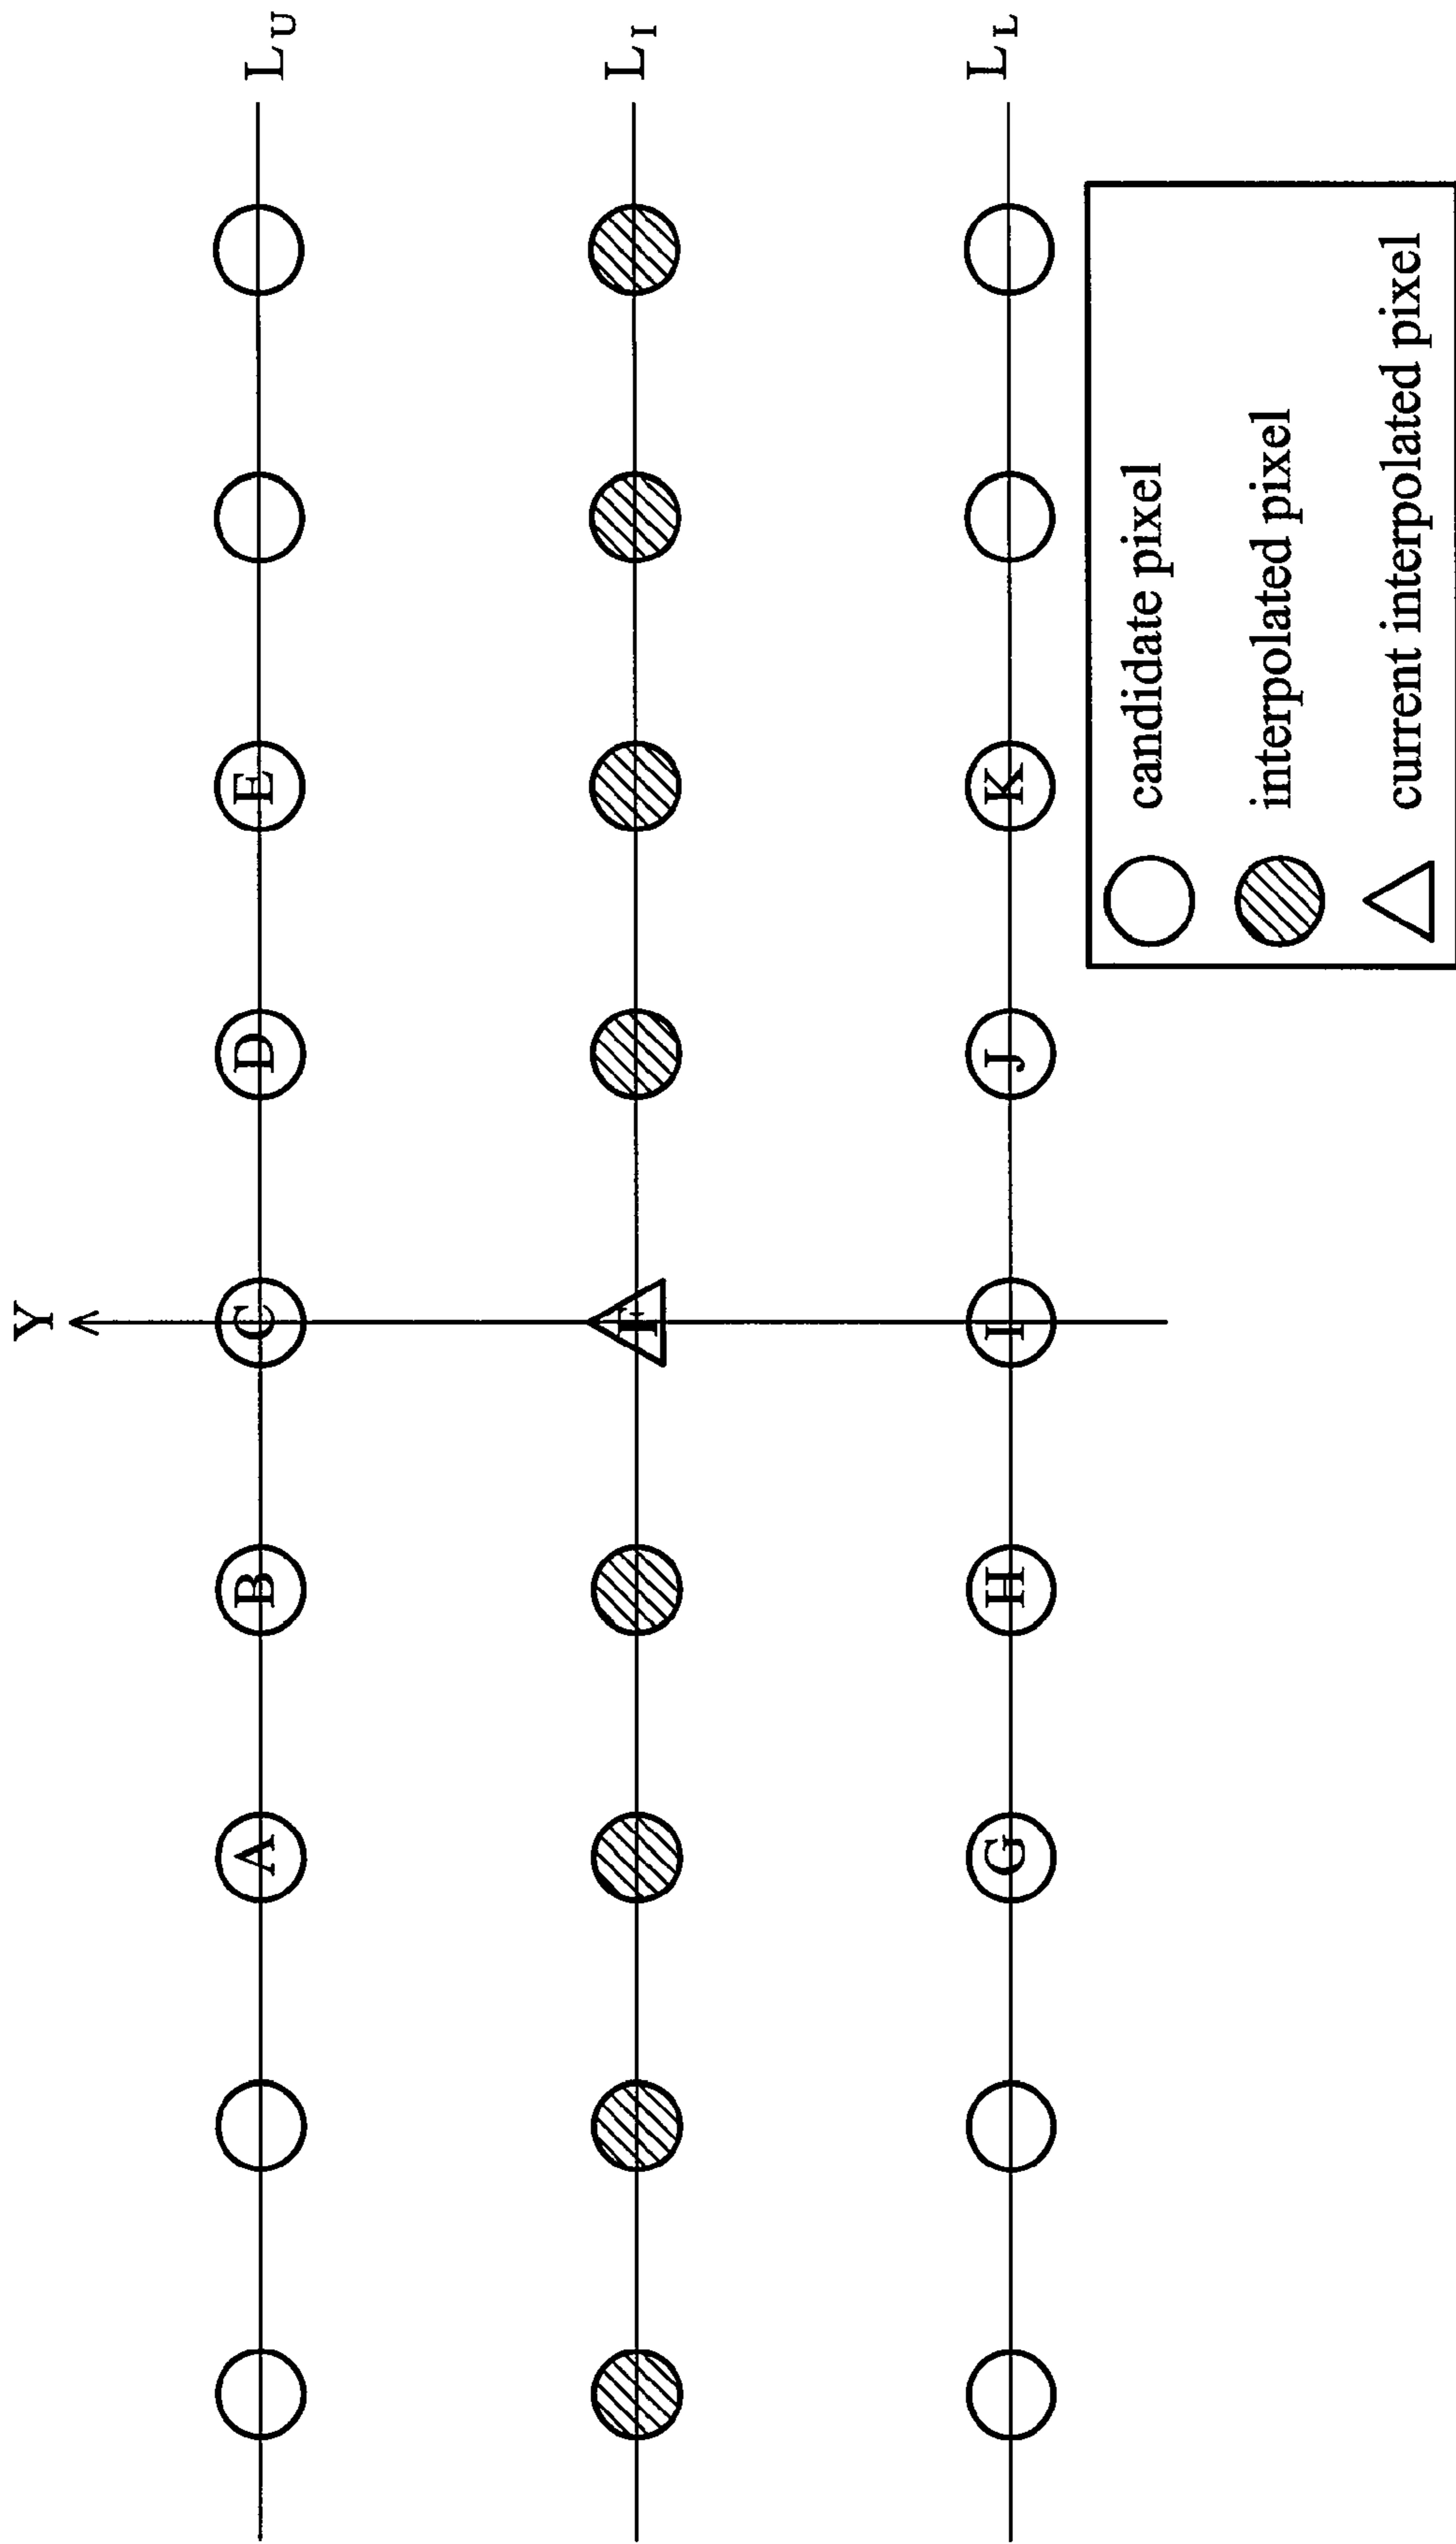 Y
A B C D E L_U
F L_I
G H I J K L_L
candidate pixel
interpolated pixel
current interpolated pixel